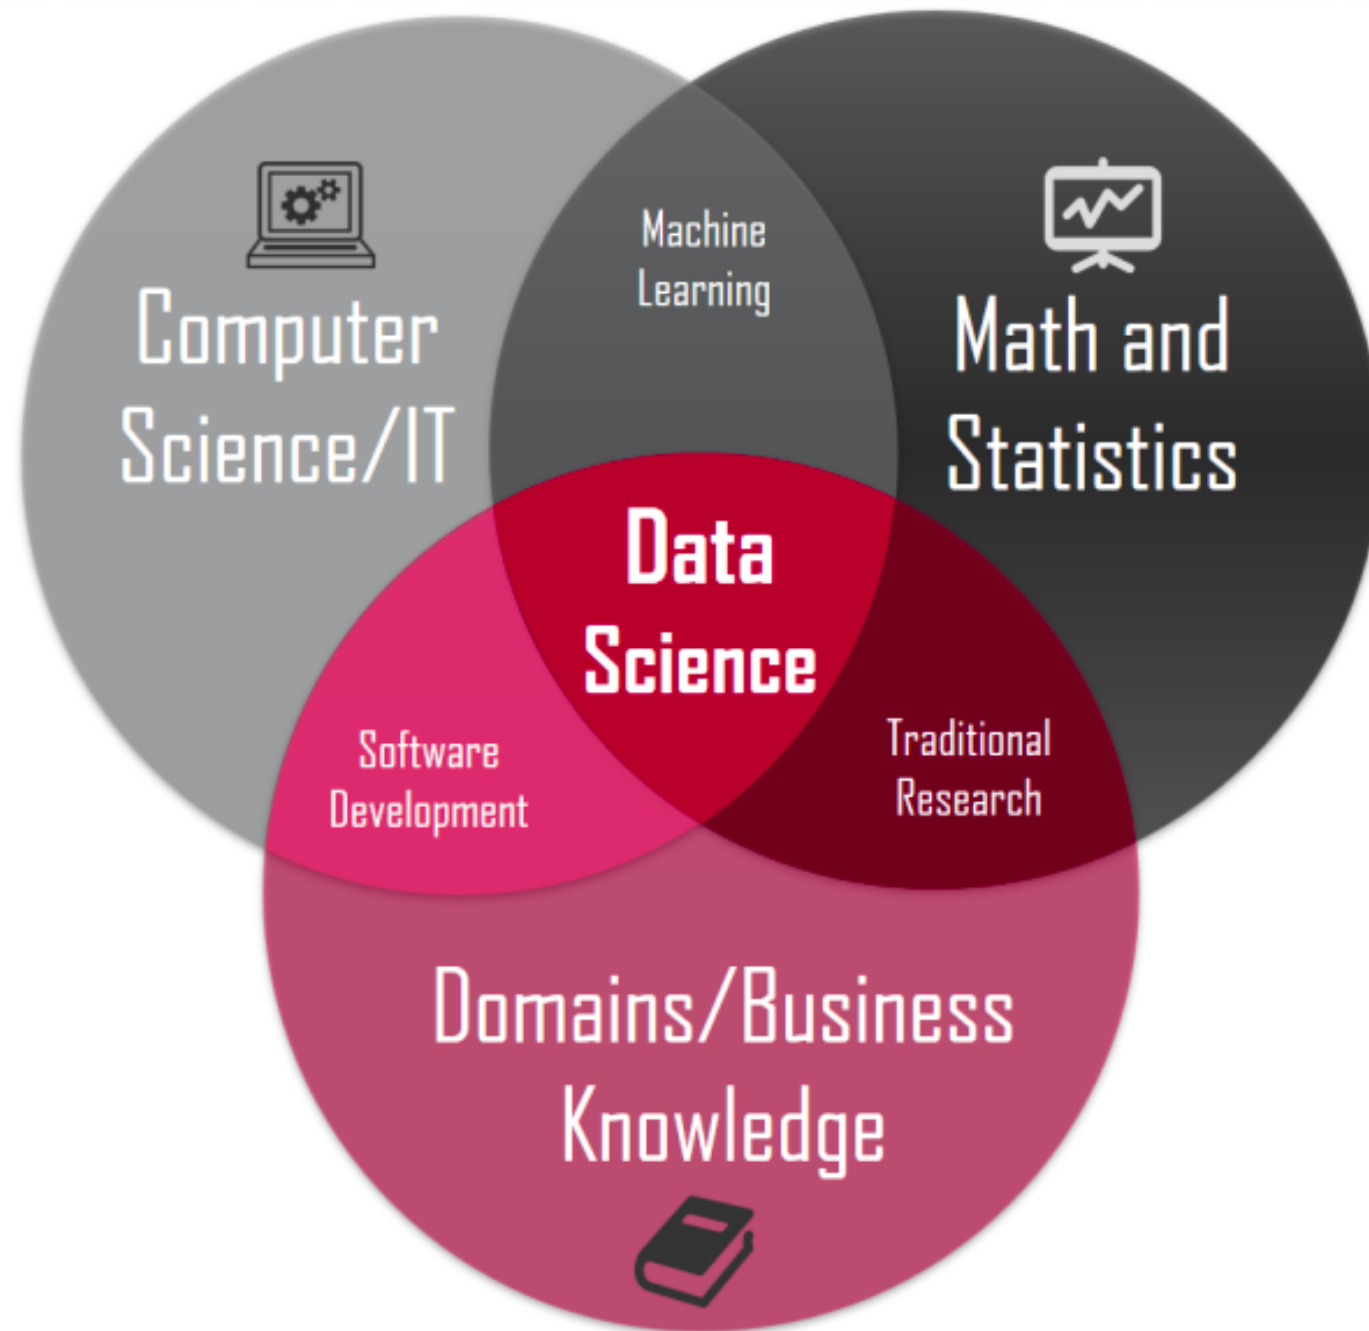 Machine
Learning
Computer
Science/IT
Math and
Statistics
Data
Science
Software
Development
Traditional
Research
Domains/Business
Knowledge